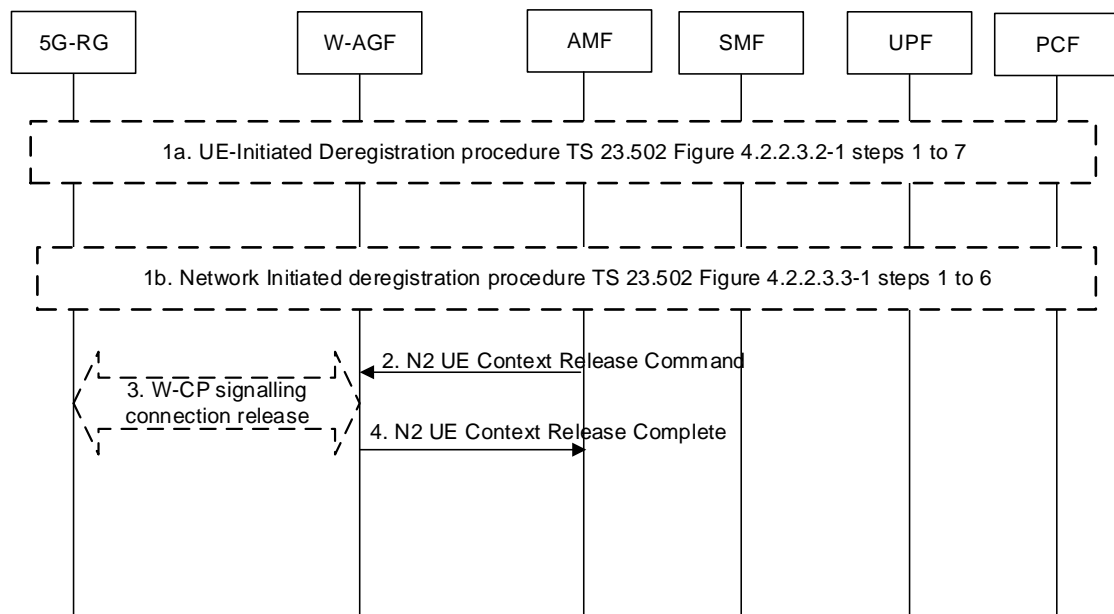 5G-RG
W-AGF
AMF
SMF
UPF
PCF
1a. UE-Initiated Deregistration procedure TS 23.502 Figure 4.2.2.3.2-1 steps 1 to 7
1b. Network Initiated deregistration procedure TS 23.502 Figure 4.2.2.3.3-1 steps 1 to 6
2. N2 UE Context Release Command
3. W-CP signalling
connection release
4. N2 UE Context Release Complete